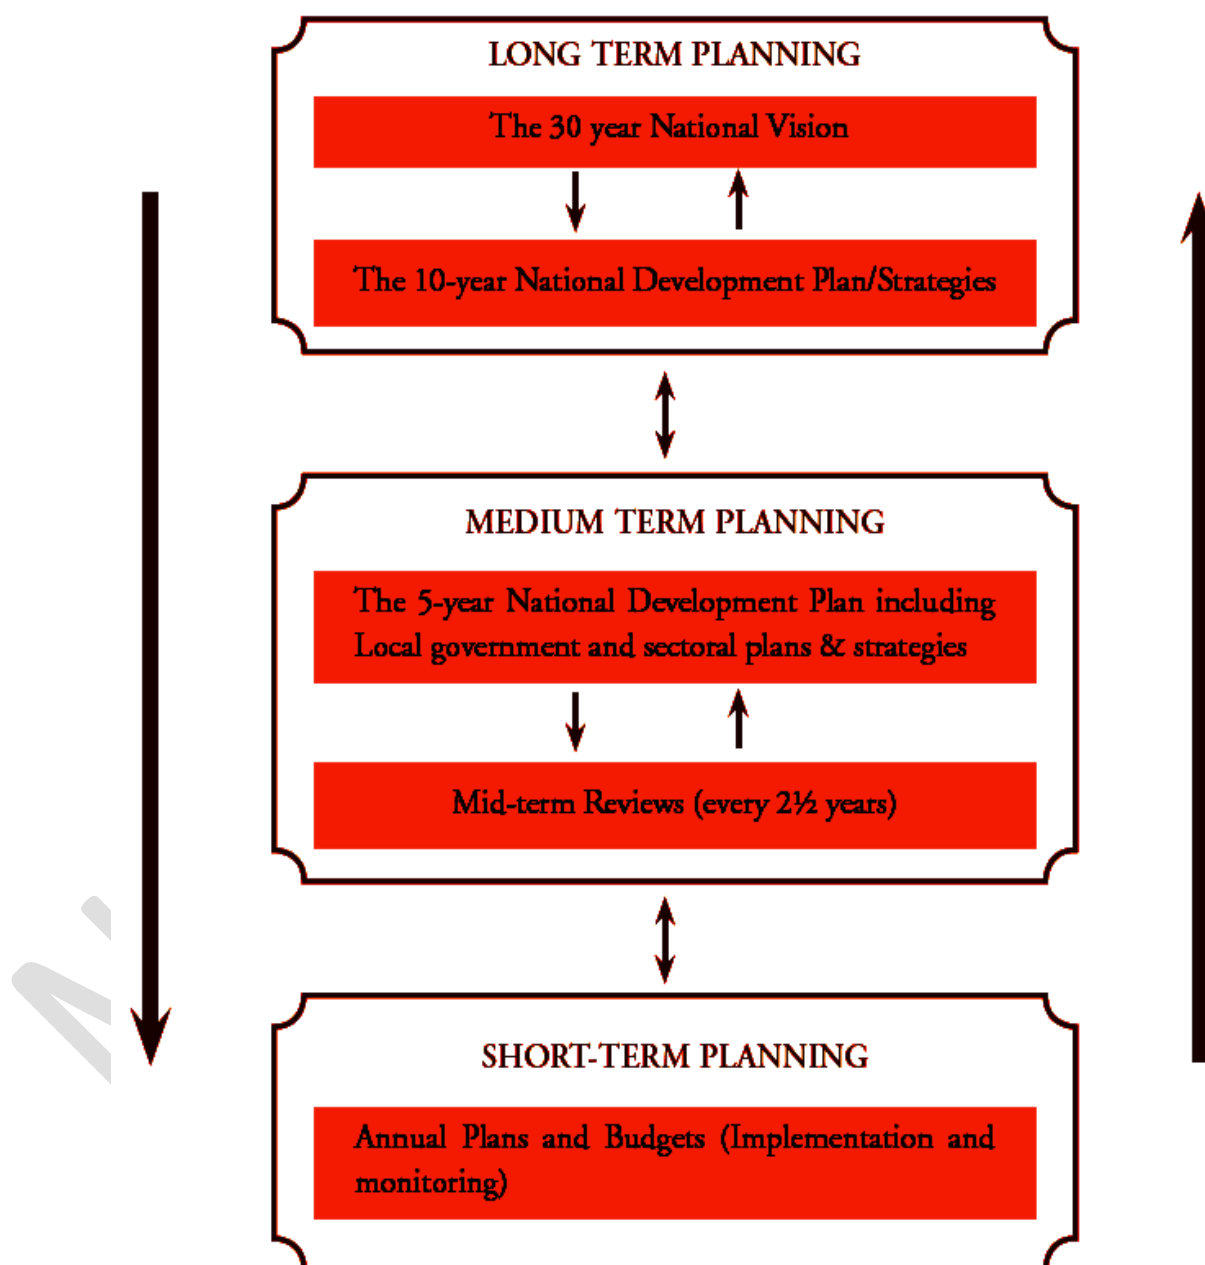 LONG TERM PLANNING
The 30 year National Vision
The 10-year National Development Plan/Strategies
MEDIUM TERM PLANNING
The 5-year National Development Plan including
Local government and sectoral plans & strategies
Mid-term Reviews (every 2½ years)
SHORT-TERM PLANNING
Annual Plans and Budgets (Implementation and
monitoring)